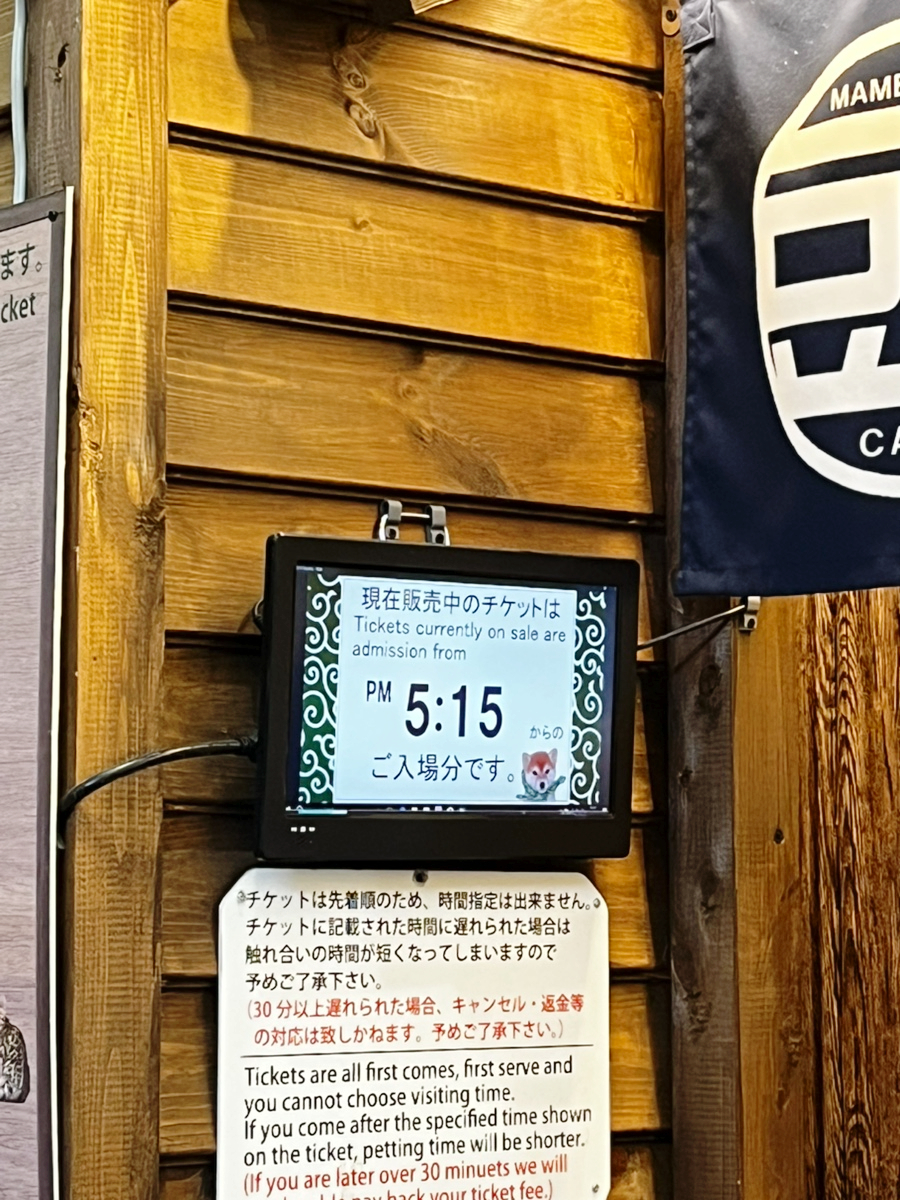 ます。
cket
MAME
CA
現在販売中のチケットは
Tickets currently on sale are
admission from
PM 5:15 からの
ご入場分です。
チケットは先着順のため、時間指定は出来ません。
チケットに記載された時間に遅れられた場合は
触れ合いの時間が短くなってしまいますので
予めご了承下さい。
(30分以上遅れられた場合、キャンセル・返金等
の対応は致しかねます。予めご了承下さい。)
Tickets are all first comes, first serve and
you cannot choose visiting time.
If you come after the specified time shown
on the ticket, petting time will be shorter.
(If you are later over 30 minuets we will
pay back your ticket fee.)